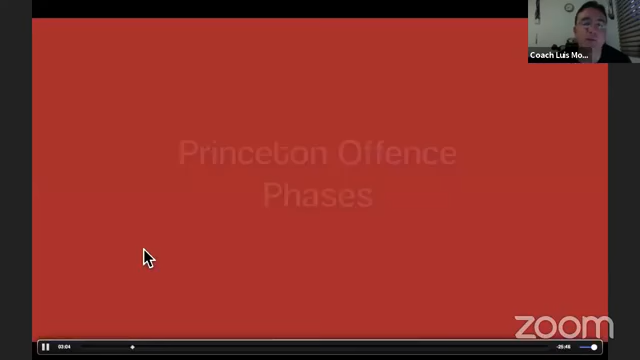 Coach Luis Mo...
Princeton Offence
Phases
zoom
03:04
-25:48